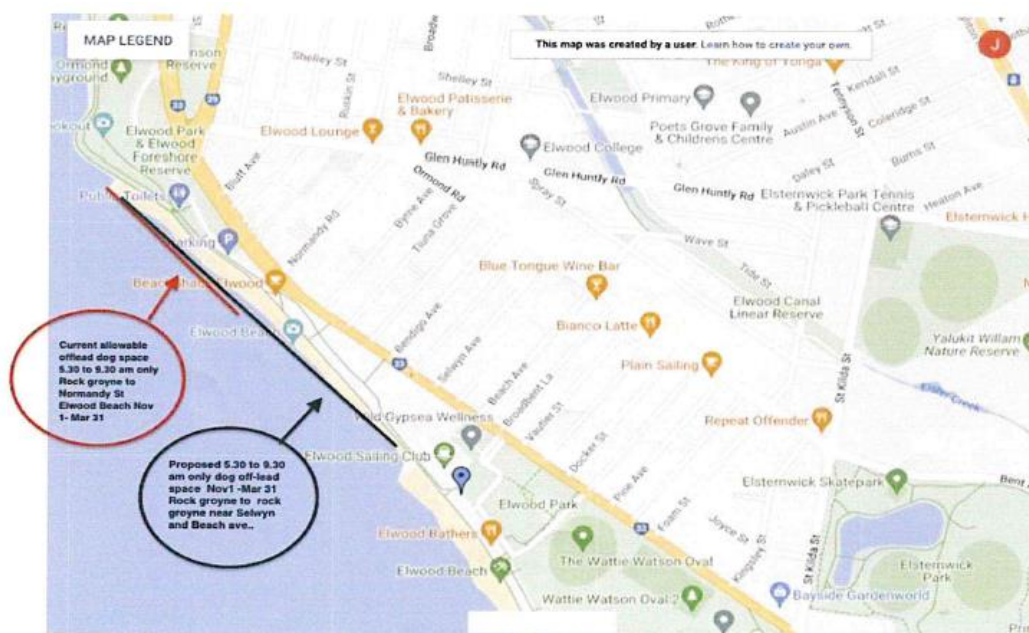 MAP LEGEND
This map was created by a user. Learn how to create your own.
J
Ormond
Elwood Park
& Elwood
Foreshore
Reserve
Public Toilets
Shelley St
Shelley St
Ruskin St
Elwood Lounge
Elwood Patisserie
& Bakery
Glen Huntly Rd
Ormond Rd
Bluff Ave
Normandy Rd
Byrne Ave
Tiuna Grove
Elwood Primary
Elwood College
Glen Huntly Rd
Spray St
Poets Grove Family
& Childrens Centre
The King of Tonga
Tennyson St
Kendall St
Austin Ave
Coleridge St
Daley St
Burns St
Glen Huntly Rd
Elsternwick Park Tennis
& Pickleball Centre
Heaton Ave
Wave St
Tide St
Elwood Canal
Linear Reserve
Blue Tongue Wine Bar
Bianco Latte
Plain Sailing
Repeat Offender
St Kilda St
Yalukit Willam
Nature Reserve
Elster Creek
Elwood Beach
Bendigo Ave
Selwyn Ave
33
33
33
29
Beach Ave
Broadbent La
Vautier St
Docker St
Pine Ave
Foam St
Joyce St
Kingsley St
St Kilda St
Gypsea Wellness
Elwood Sailing Club
Elwood Park
Elwood Bathers
Elwood Beach
The Wattie Watson Oval
Wattie Watson Oval 2
Elsternwick Skatepark
Elsternwick
Park
Bayside Gardenworld
Current allowable
offlead dog space
5.30 to 9.30 am only
Rock groyne to
Normandy St
Elwood Beach Nov
1- Mar 31
Proposed 5.30 to 9.30
am only dog off-lead
space Nov1 -Mar 31
Rock groyne to rock
groyne near Selwyn
and Beach ave..